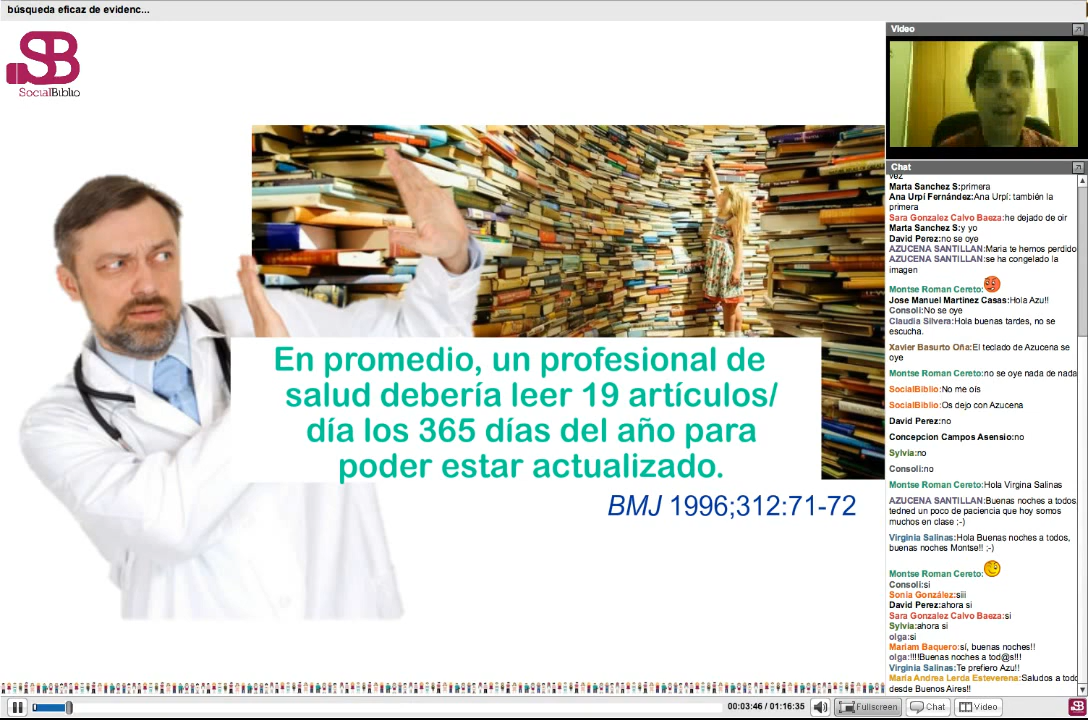 búsqueda eficaz de evidenc...
SB
SocialBiblio
En promedio, un profesional de
salud debería leer 19 artículos/
día los 365 días del año para
poder estar actualizado.
BMJ 1996;312:71-72
Video
Chat
vez
Marta Sanchez S:primera
Ana Urpí Fernández:Ana Urpí: también la
primera
Sara Gonzalez Calvo Baeza:he dejado de oir
Marta Sanchez S:y yo
David Perez:no se oye
AZUCENA SANTILLAN:Maria te hemos perdido
AZUCENA SANTILLAN:se ha congelado la
imagen
Montse Roman Cereto:
Jose Manuel Martinez Casas:Hola Azu!!
Consoli:No se oye
Claudia Silvera:Hola buenas tardes, no se
escucha.
Xavier Basurto Oña:El teclado de Azucena se
oye
Montse Roman Cereto:no se oye nada de nada
SocialBiblio:No me ois
SocialBiblio:Os dejo con Azucena
David Perez:no
Concepcion Campos Asensio:no
Sylvia:no
Consoli:no
Montse Roman Cereto:Hola Virgina Salinas
AZUCENA SANTILLAN:Buenas noches a todos,
tedned un poco de paciencia que hoy somos
muchos en clase ;-)
Virginia Salinas:Hola Buenas noches a todos,
buenas noches Montse!! ;-)
Montse Roman Cereto:
Consoli:si
Sonia González:siii
David Perez:ahora si
Sara Gonzalez Calvo Baeza:si
Sylvia:ahora si
olga:si
Mariam Baquero:si, buenas noches!!
olga:!!!!Buenas noches a tod@s!!!
Virginia Salinas:Te prefiero Azu!!
María Andrea Lerda Esteverena:Saludos a todo
desde Buenos Aires!!
00:03:46 / 01:16:35
Fullscreen
Chat
Video
SB